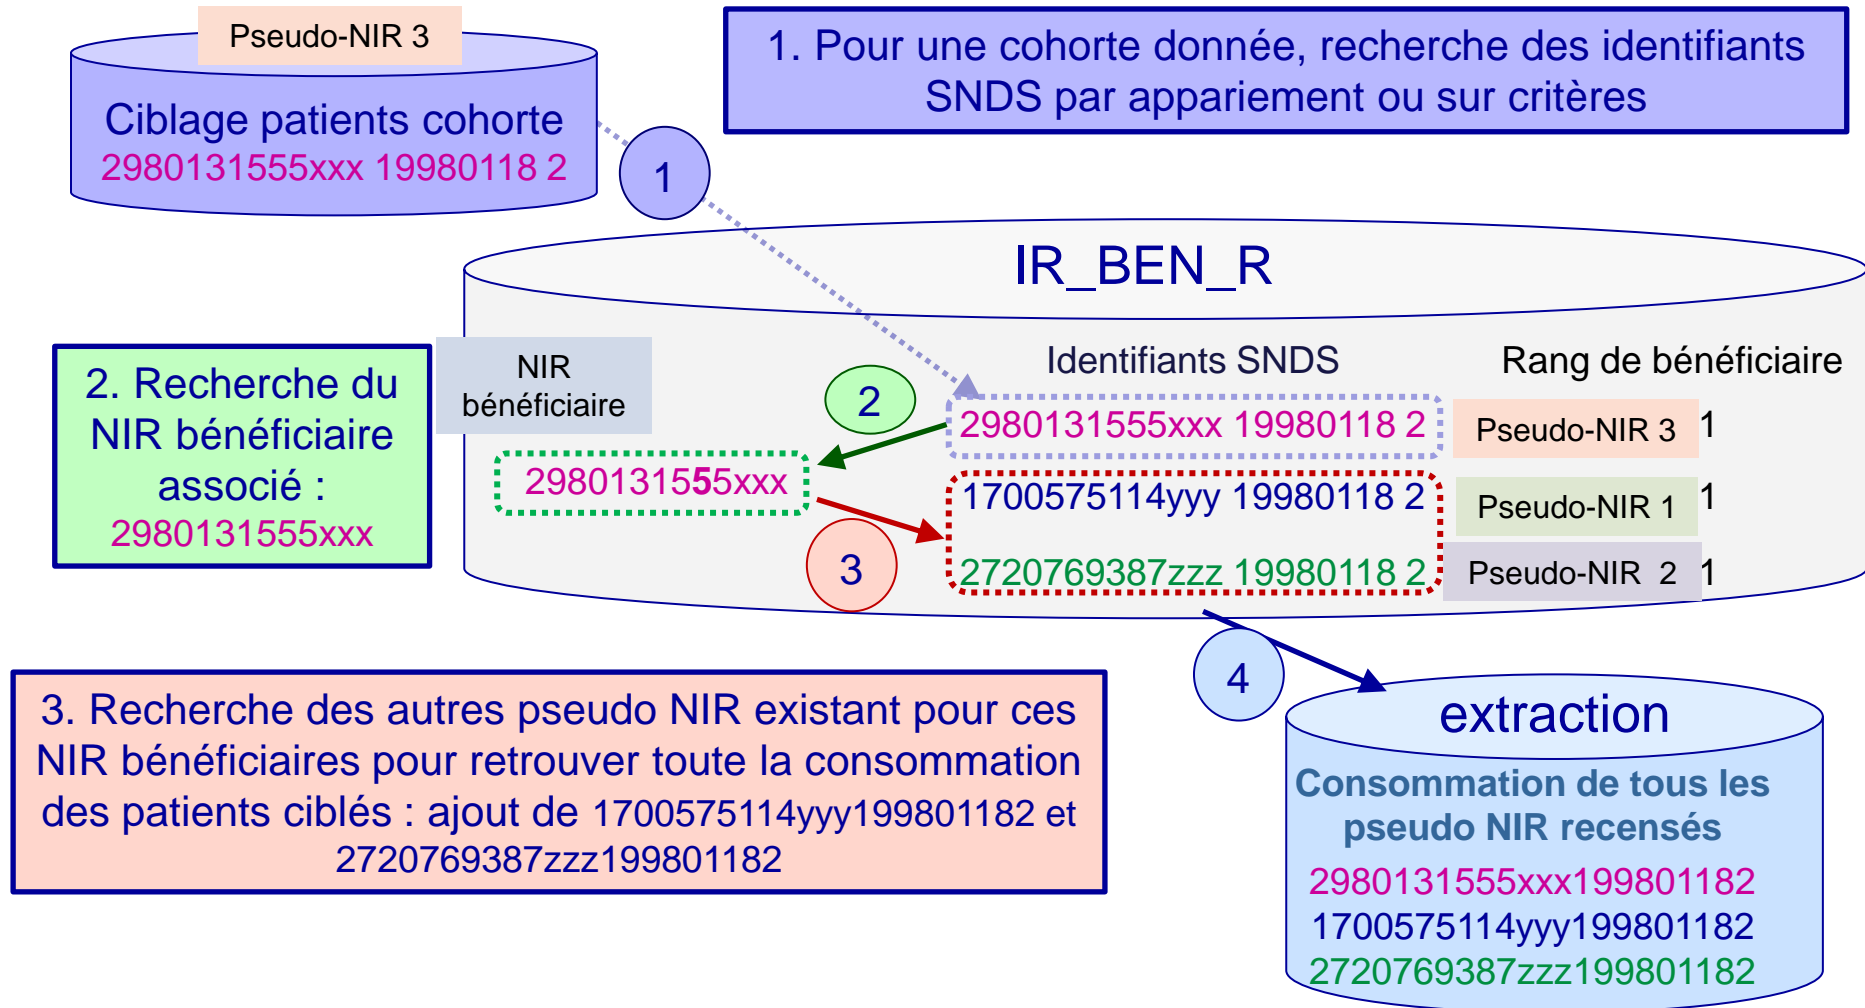 Pseudo-NIR 3
Ciblage patients cohorte
2980131555xxx 19980118 2
1. Pour une cohorte donnée, recherche des identifiants
SNDS par appariement ou sur critères
1
IR_BEN_R
2. Recherche du
NIR bénéficiaire
associé :
2980131555xxx
NIR
bénéficiaire
2
Identifiants SNDS
Rang de bénéficiaire
2980131555xxx 19980118 2
Pseudo-NIR 3
1
2980131555xxx
1700575114yyy 19980118 2
Pseudo-NIR 1
1
3
2720769387zzz 19980118 2
Pseudo-NIR 2
1
3. Recherche des autres pseudo NIR existant pour ces
NIR bénéficiaires pour retrouver toute la consommation
des patients ciblés : ajout de 1700575114yyy199801182 et
2720769387zzz199801182
4
extraction
Consommation de tous les
pseudo NIR recensés
2980131555xxx199801182
1700575114yyy199801182
2720769387zzz199801182